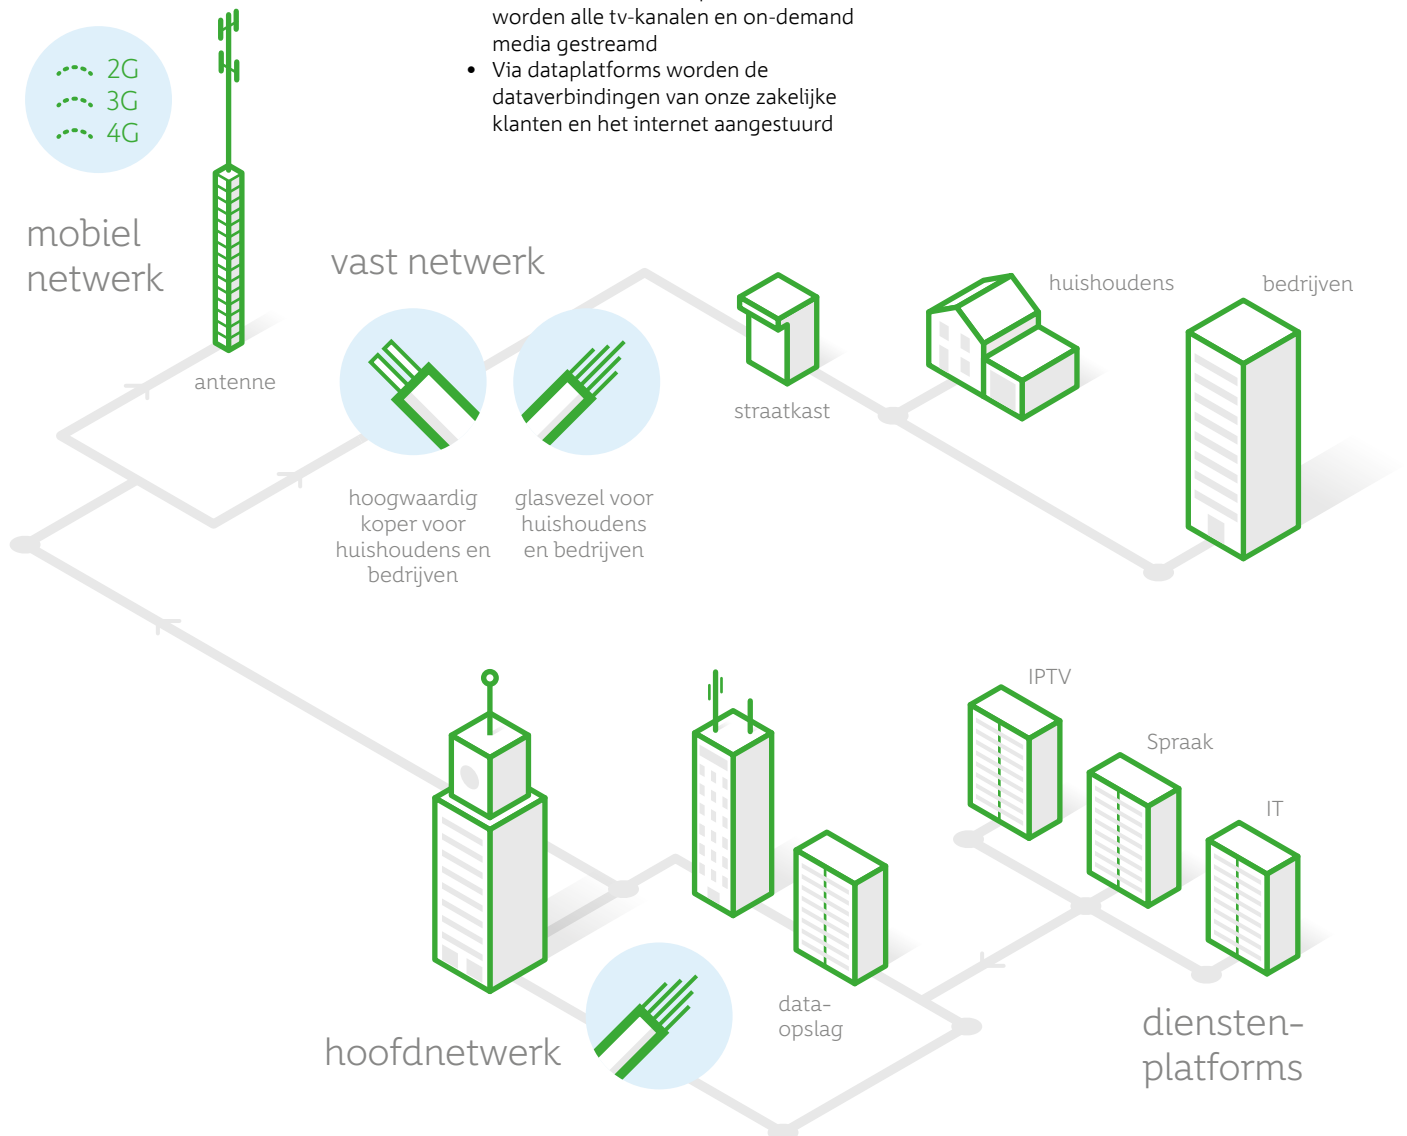 worden alle tv-kanalen en on-demand
media gestreamd
• Via dataplatforms worden de
dataverbindingen van onze zakelijke
klanten en het internet aangestuurd
2G
3G
4G
mobiel
netwerk
antenne
vast netwerk
hoogwaardig
koper voor
huishoudens en
bedrijven
glasvezel voor
huishoudens
en bedrijven
straatkast
huishoudens
bedrijven
IPTV
Spraak
IT
data-
opslag
hoofdnetwerk
diensten-
platforms